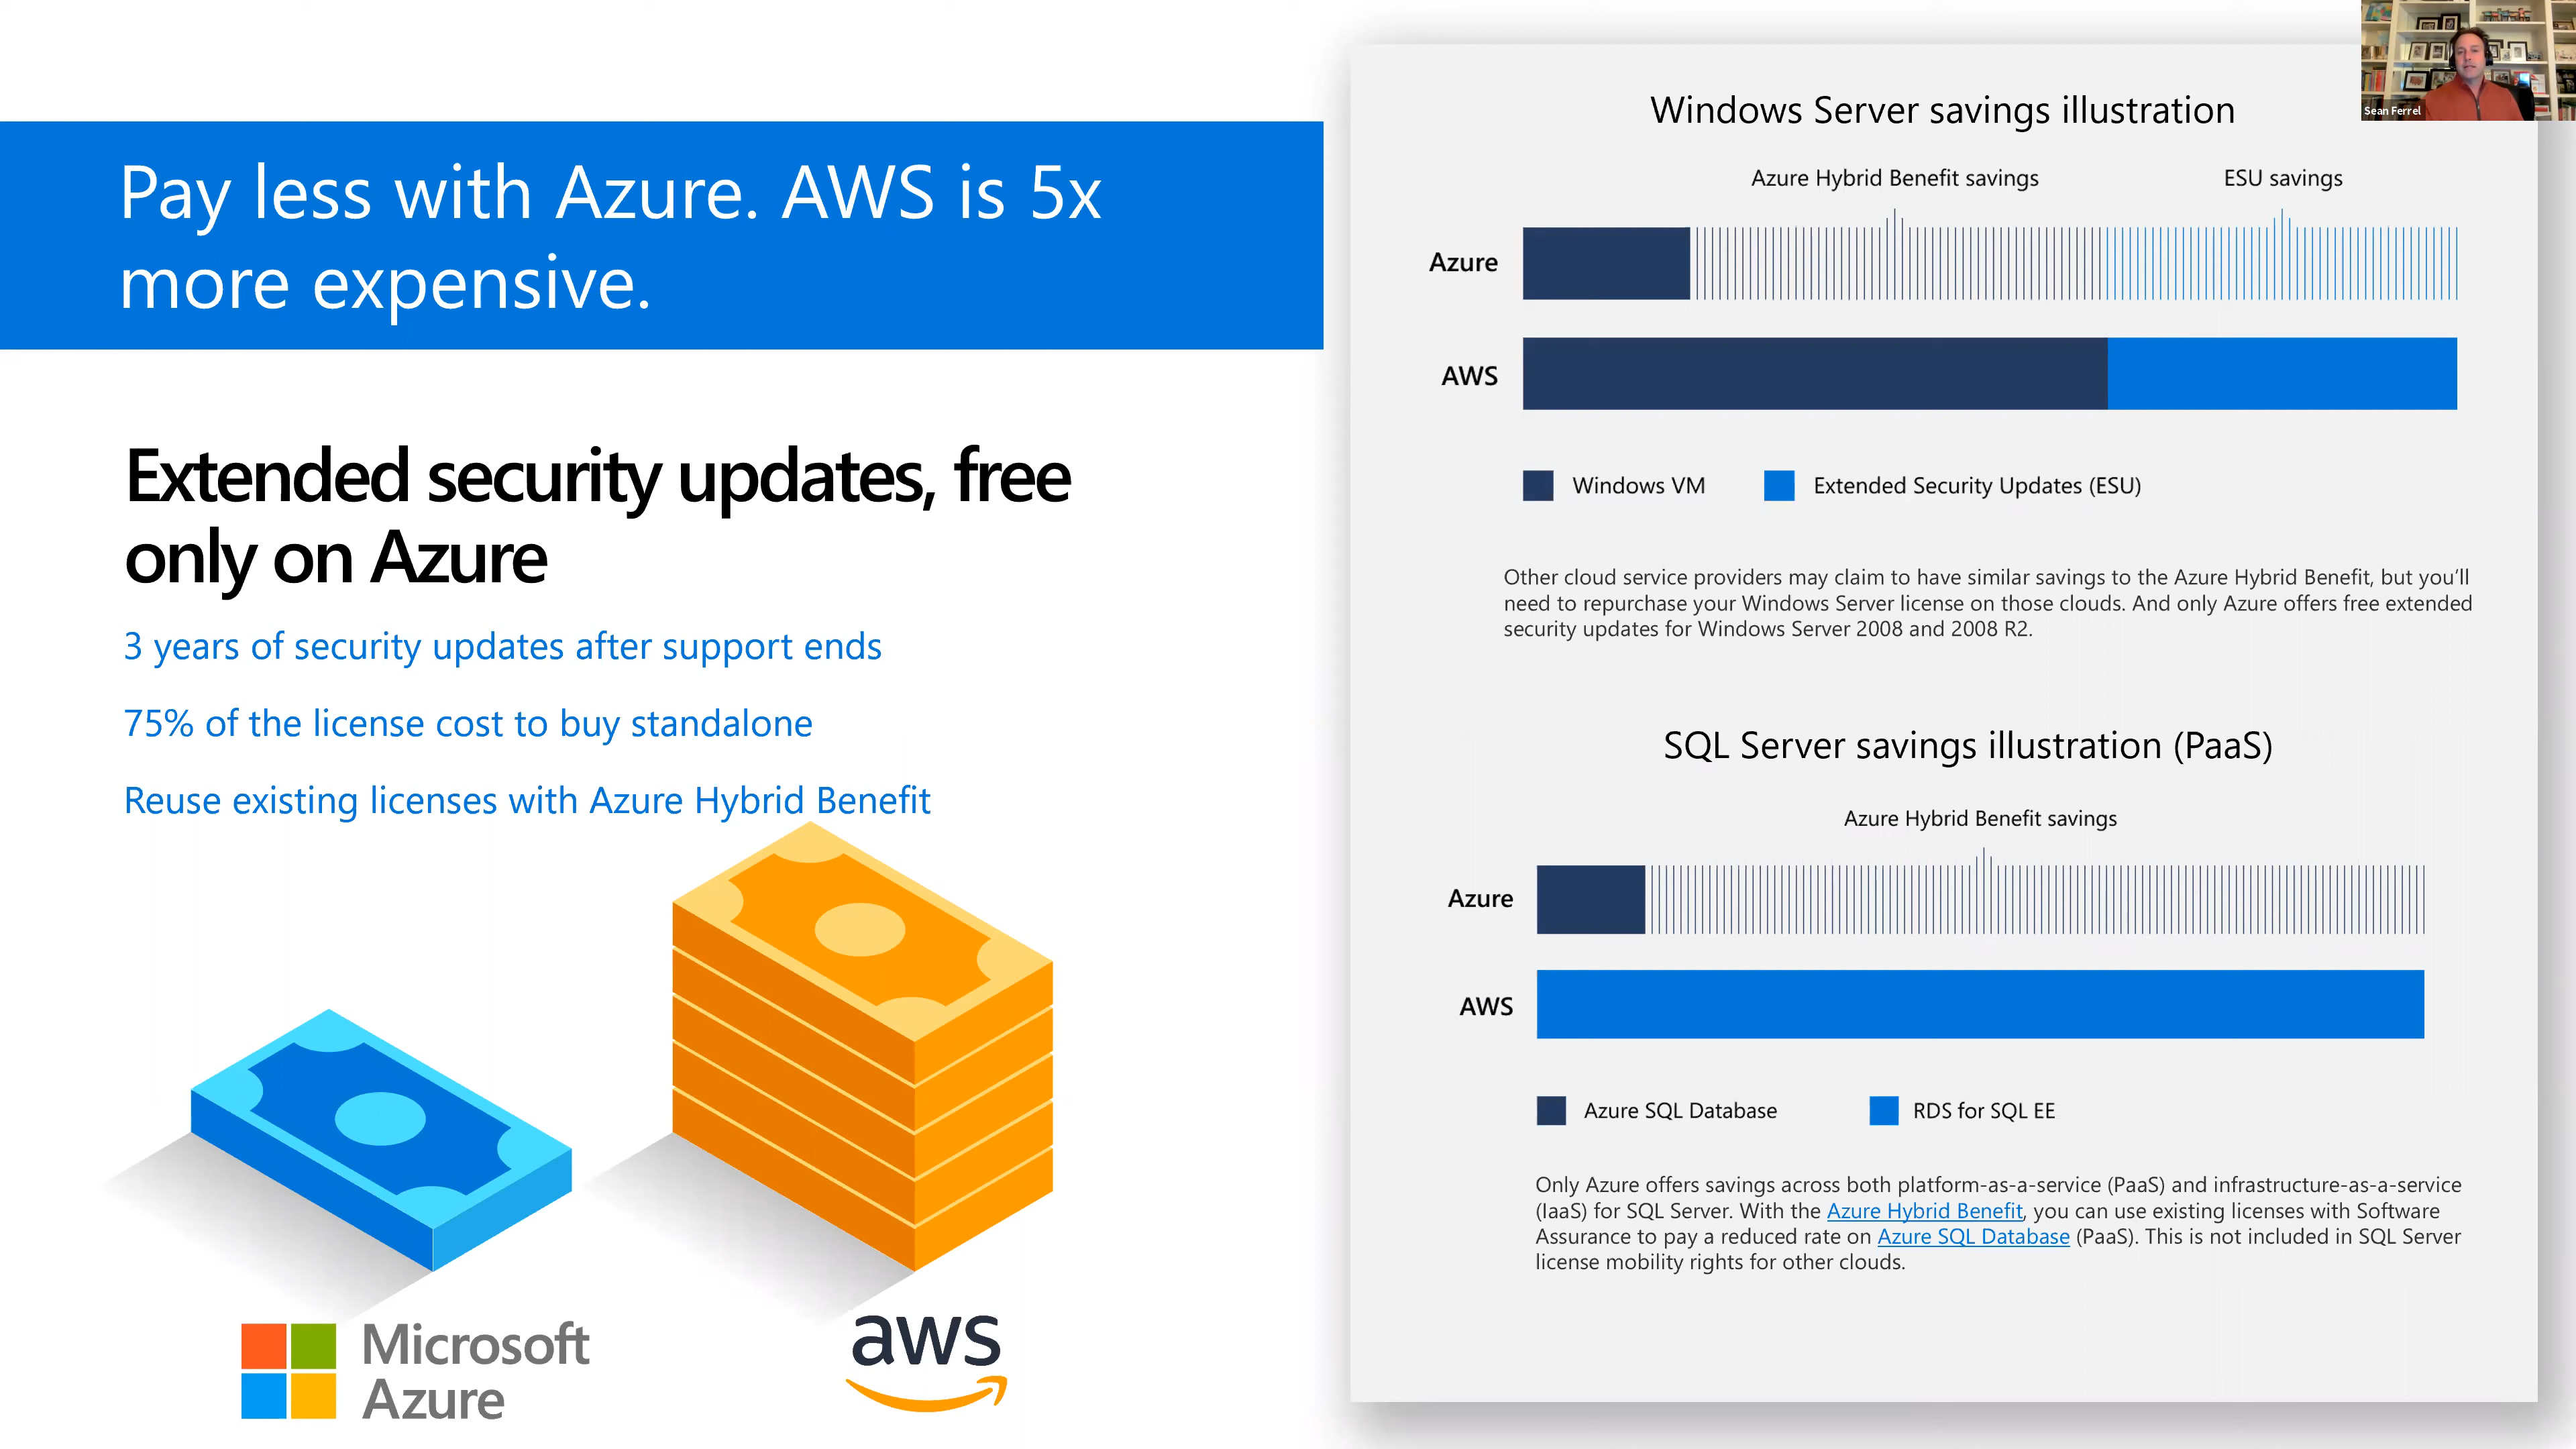 Pay less with Azure. AWS is 5x
more expensive.
Extended security updates, free
only on Azure
3 years of security updates after support ends
75% of the license cost to buy standalone
Reuse existing licenses with Azure Hybrid Benefit
Microsoft
Azure
aws
Sean Ferrel
Windows Server savings illustration
Azure Hybrid Benefit savings
ESU savings
Azure
AWS
Windows VM
Extended Security Updates (ESU)
Other cloud service providers may claim to have similar savings to the Azure Hybrid Benefit, but you'll
need to repurchase your Windows Server license on those clouds. And only Azure offers free extended
security updates for Windows Server 2008 and 2008 R2.
SQL Server savings illustration (PaaS)
Azure Hybrid Benefit savings
Azure
AWS
Azure SQL Database
RDS for SQL EE
Only Azure offers savings across both platform-as-a-service (PaaS) and infrastructure-as-a-service
(IaaS) for SQL Server. With the Azure Hybrid Benefit, you can use existing licenses with Software
Assurance to pay a reduced rate on Azure SQL Database (PaaS). This is not included in SQL Server
license mobility rights for other clouds.